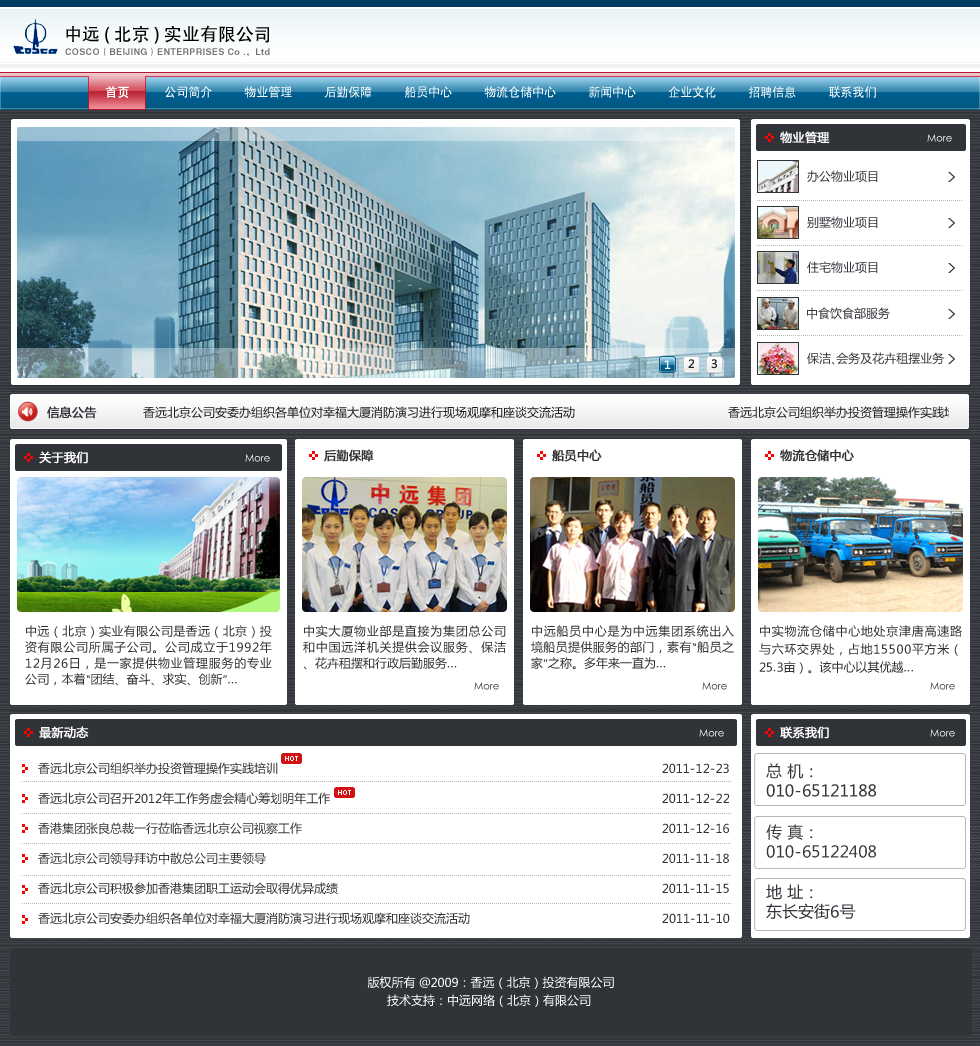 中远（北京）实业有限公司
COSCO
COSCO（BEIJING）ENTERPRISES Co ., Ltd
首页 公司简介 物业管理 后勤保障 船员中心 物流仓储中心 新闻中心 企业文化 招聘信息 联系我们
1 2 3
物业管理 More
办公物业项目
别墅物业项目
住宅物业项目
中食饮食部服务
保洁、会务及花卉租摆业务
信息公告 香远北京公司安委办组织各单位对幸福大厦消防演习进行现场观摩和座谈交流活动 香远北京公司组织举办投资管理操作实践
关于我们 More
中远（北京）实业有限公司是香远（北京）投
资有限公司所属子公司。公司成立于1992年
12月26日，是一家提供物业管理服务的专业
公司，本着“团结、奋斗、求实、创新”...
后勤保障
中远集团
COSCO GROUP
中实大厦物业部是直接为集团总公司
和中国远洋机关提供会议服务、保洁
、花卉租摆和行政后勤服务...
More
船员中心
京船员
中远船员中心是为中远集团系统出入
境船员提供服务的部门，素有“船员之
家”之称。多年来一直为...
More
物流仓储中心
中实物流仓储中心地处京津唐高速路
与六环交界处，占地15500平方米（
25.3亩）。该中心以其优越...
More
最新动态 More
香远北京公司组织举办投资管理操作实践培训 HOT 2011-12-23
香远北京公司召开2012年工作务虚会精心筹划明年工作 HOT 2011-12-22
香港集团张良总裁一行莅临香远北京公司视察工作 2011-12-16
香远北京公司领导拜访中散总公司主要领导 2011-11-18
香远北京公司积极参加香港集团职工运动会取得优异成绩 2011-11-15
香远北京公司安委办组织各单位对幸福大厦消防演习进行现场观摩和座谈交流活动 2011-11-10
联系我们 More
总 机：
010-65121188
传 真：
010-65122408
地 址：
东长安街6号
版权所有 @2009：香远（北京）投资有限公司
技术支持：中远网络（北京）有限公司